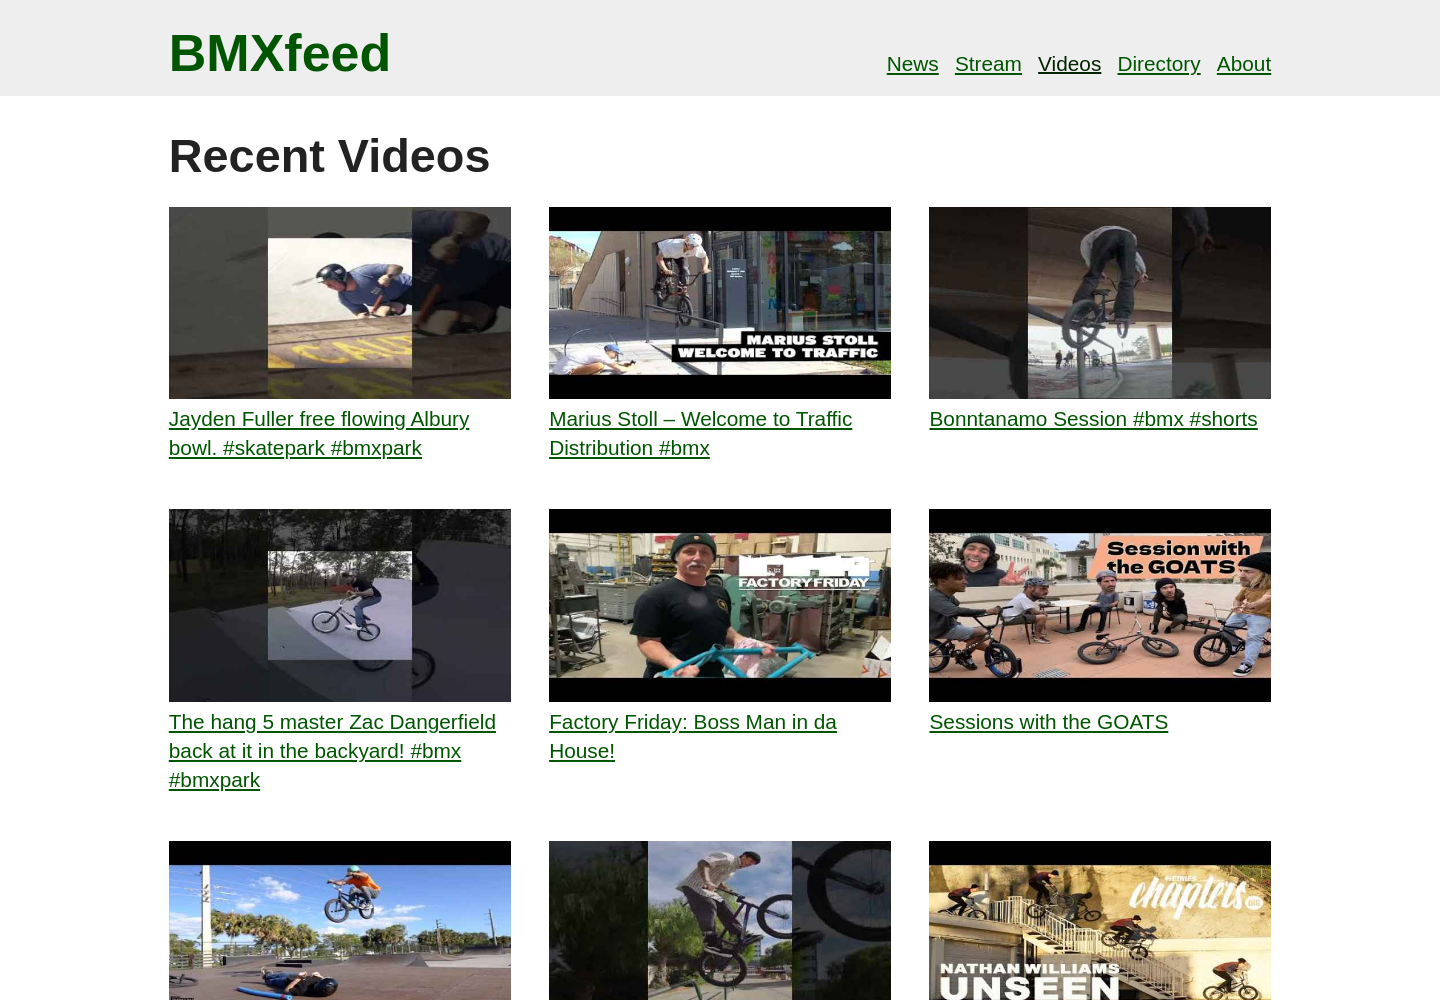 BMXfeed
News Stream Videos Directory About
Recent Videos
MARIUS STOLL
WELCOME TO TRAFFIC
Jayden Fuller free flowing Albury
bowl. #skatepark #bmxpark
Marius Stoll – Welcome to Traffic
Distribution #bmx
Bonntanamo Session #bmx #shorts
FACTORY FRIDAY
Session with
the GOATS
The hang 5 master Zac Dangerfield
back at it in the backyard! #bmx
#bmxpark
Factory Friday: Boss Man in da
House!
Sessions with the GOATS
chapters
NATHAN WILLIAMS
UNSEEN